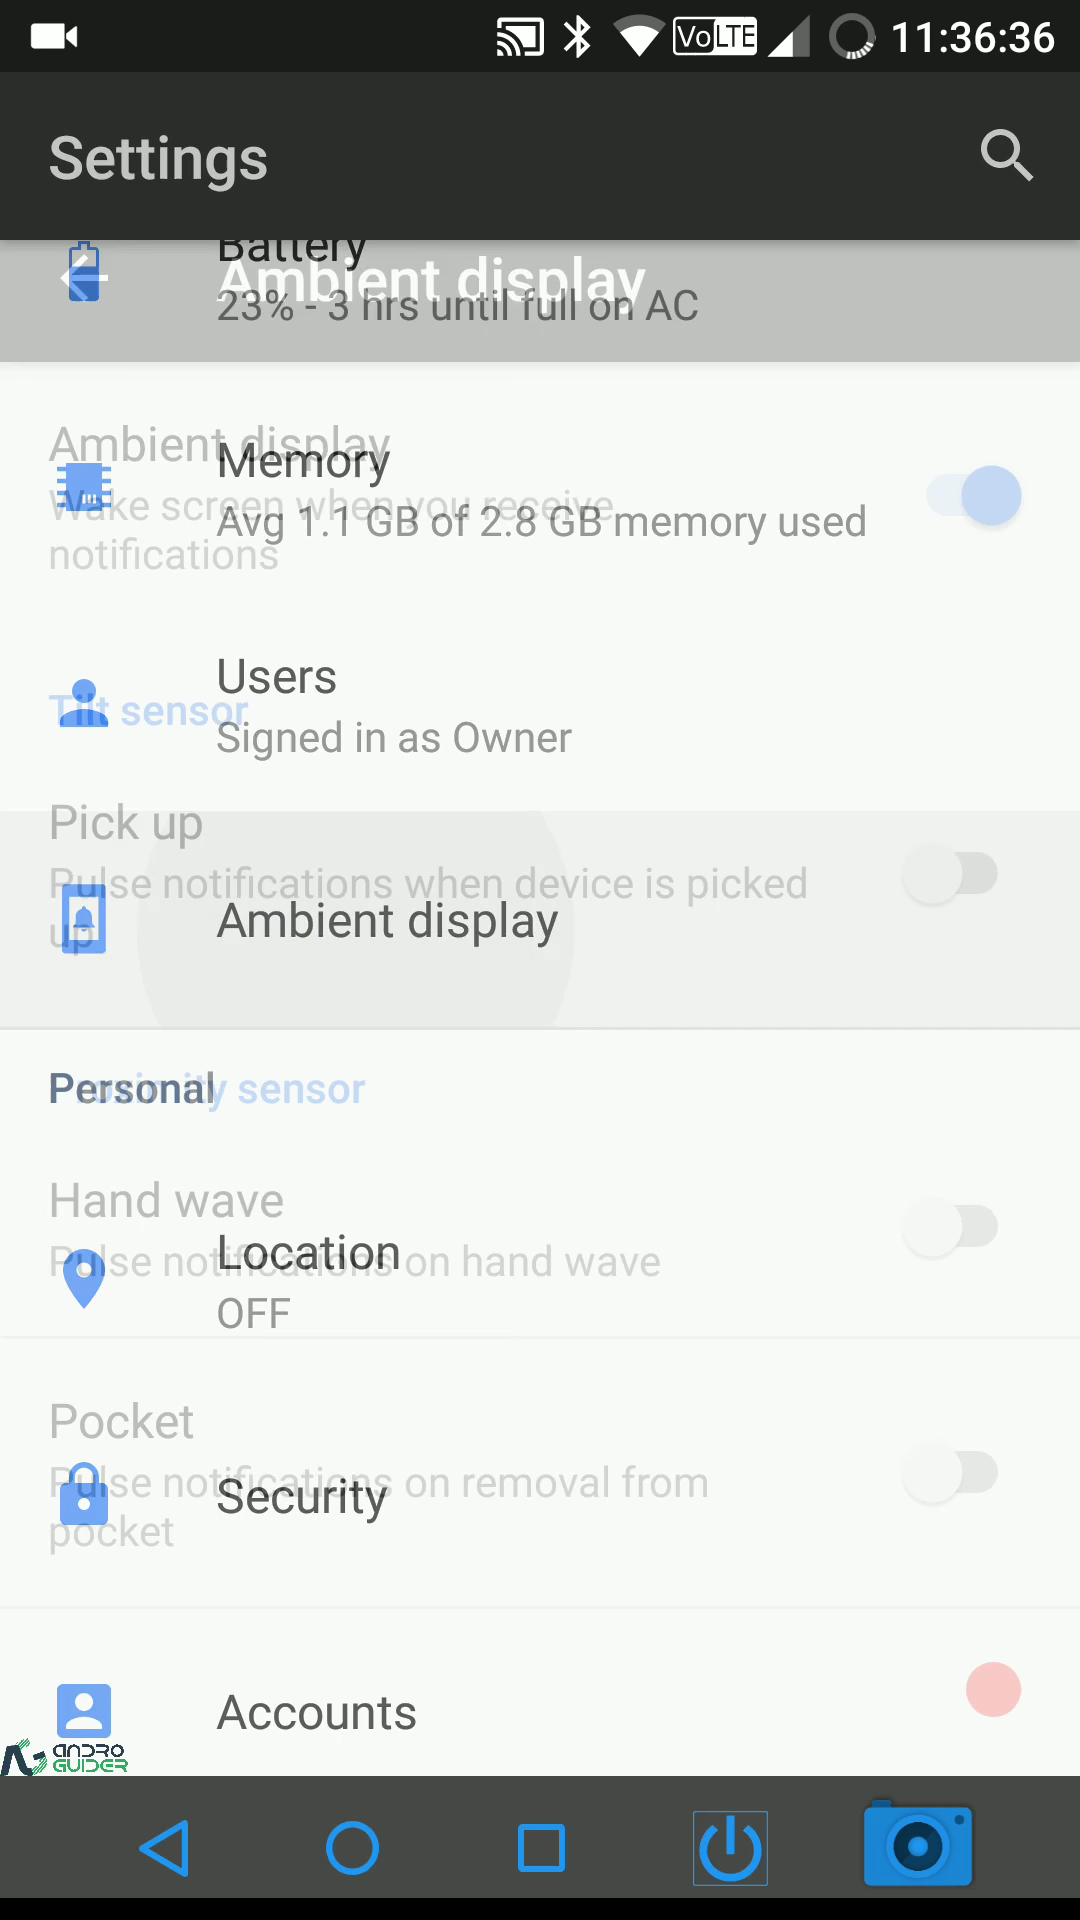 11:36:36
VoLTE
Settings
Battery
Ambient display
23% - 3 hrs until full on AC
Ambient display
Memory
Wake screen when you receive
Avg 1.1 GB of 2.8 GB memory used
notifications
Users
Tilt sensor
Signed in as Owner
Pick up
Pulse notifications when device is picked
Ambient display
up
Personal
Proximity sensor
Hand wave
Location
Pulse notifications on hand wave
OFF
Pocket
Pulse notifications on removal from
Security
pocket
Accounts
ANDRO
GUIDER